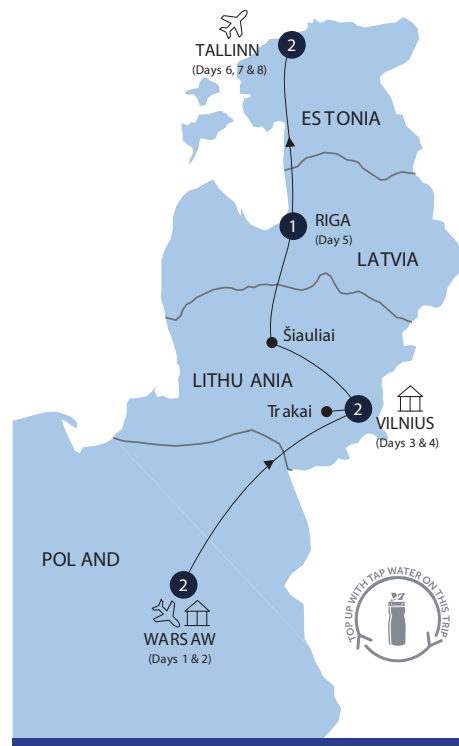 TALLINN
(Days 6, 7 & 8)
2
ESTONIA
1
RIGA
(Day 5)
LATVIA
Šiauliai
LITHUANIA
Trakai
2
VILNIUS
(Days 3 & 4)
POLAND
2
WARSAW
(Days 1 & 2)
TOP UP WITH TAP WATER ON THIS TRIP